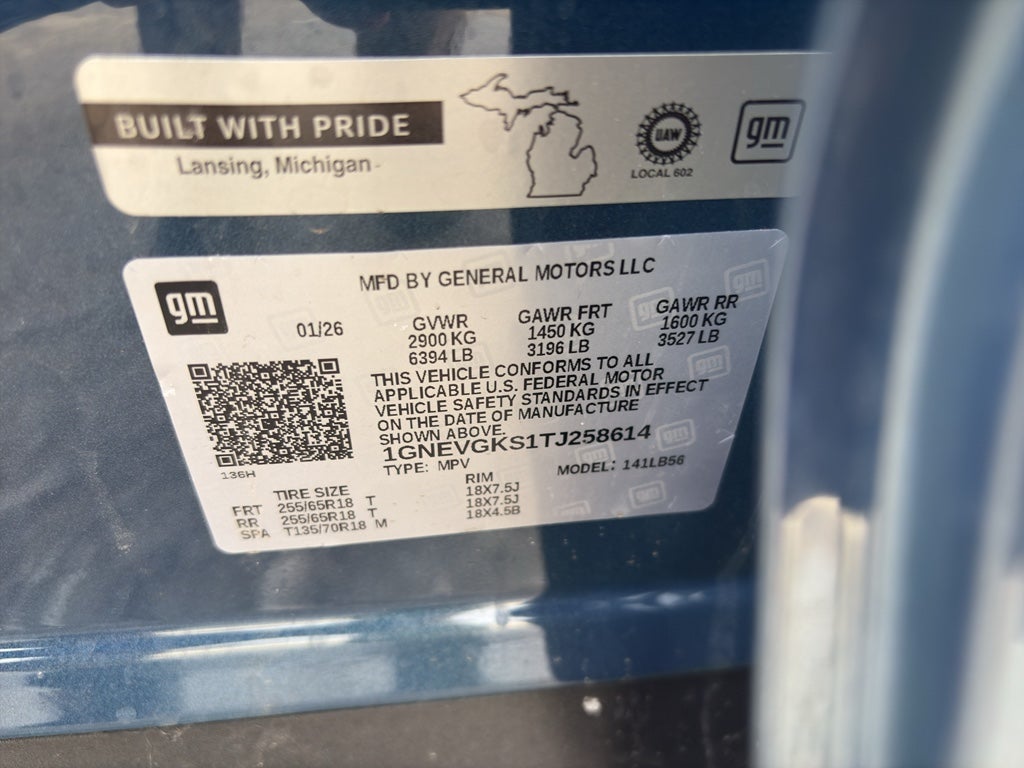 BUILT WITH PRIDE
Lansing, Michigan
UAW
LOCAL 602
gm
gm
MFD BY GENERAL MOTORS LLC
01/26
GVWR
2900 KG
6394 LB
GAWR FRT
1450 KG
3196 LB
GAWR RR
1600 KG
3527 LB
THIS VEHICLE CONFORMS TO ALL
APPLICABLE U.S. FEDERAL MOTOR
VEHICLE SAFETY STANDARDS IN EFFECT
ON THE DATE OF MANUFACTURE
SHOWN ABOVE.
1GNEVGKS1TJ258614
TYPE: MPV MODEL: 141LB56
136H
TIRE SIZE RIM
FRT 255/65R18 T 18X7.5J
RR 255/65R18 T 18X7.5J
SPA T135/70R18 M 18X4.5B